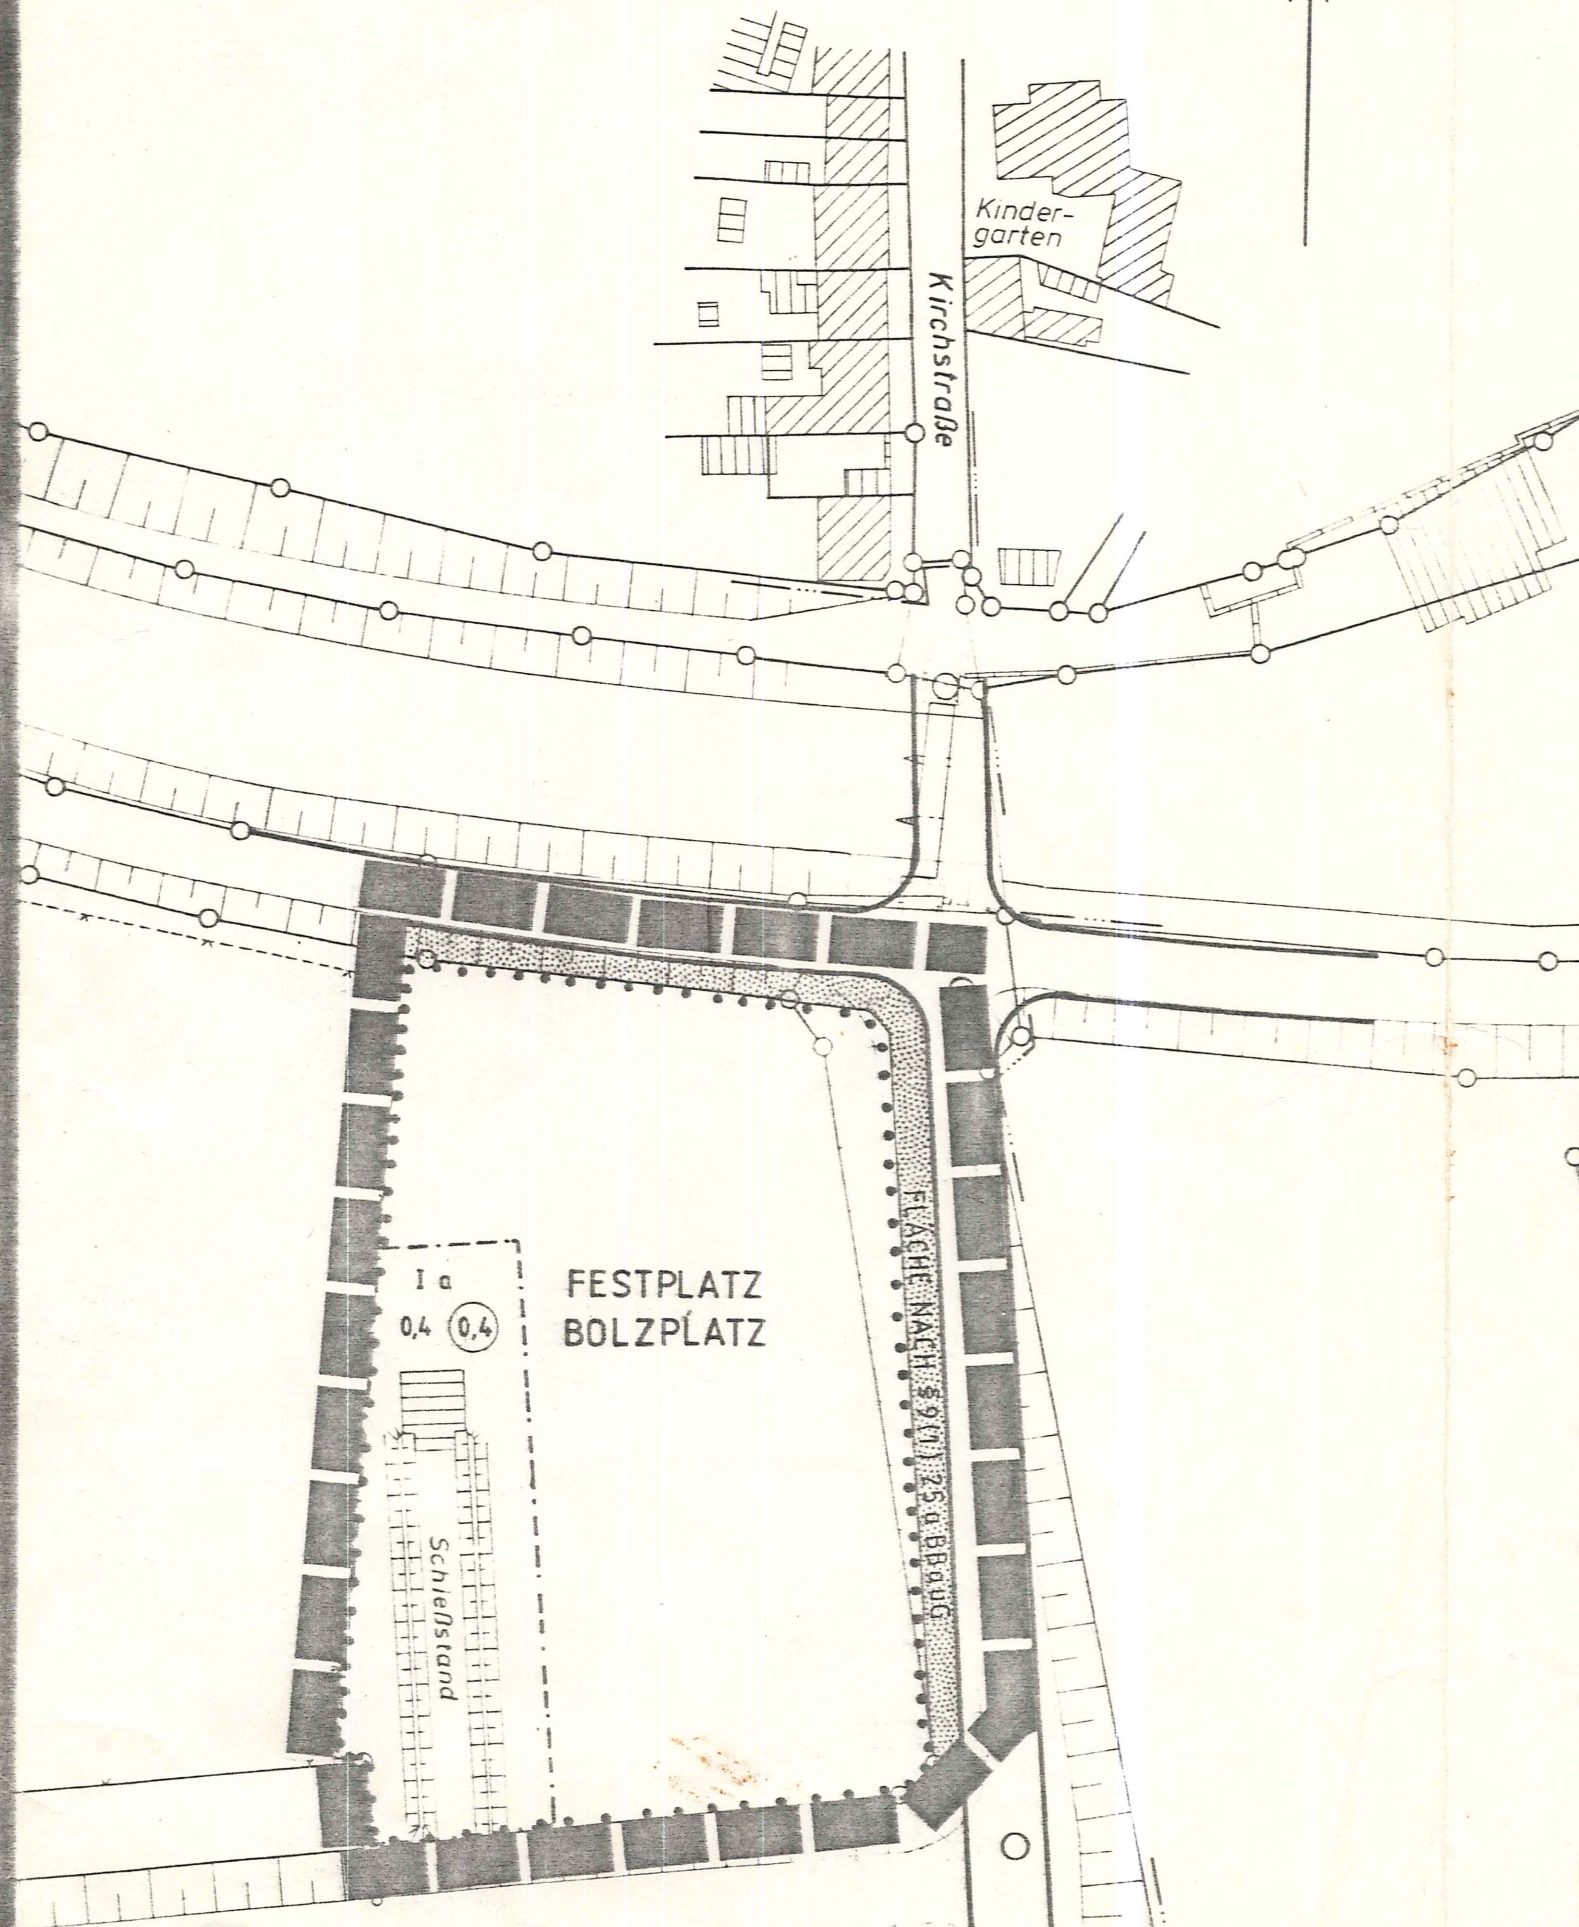 Kinder-
garten
Kirchstraße
I a
0,4 0,4
FESTPLATZ
BOLZPLATZ
FLÄCHE NACH § 9 (1) 25 a BBauG
Schießstand